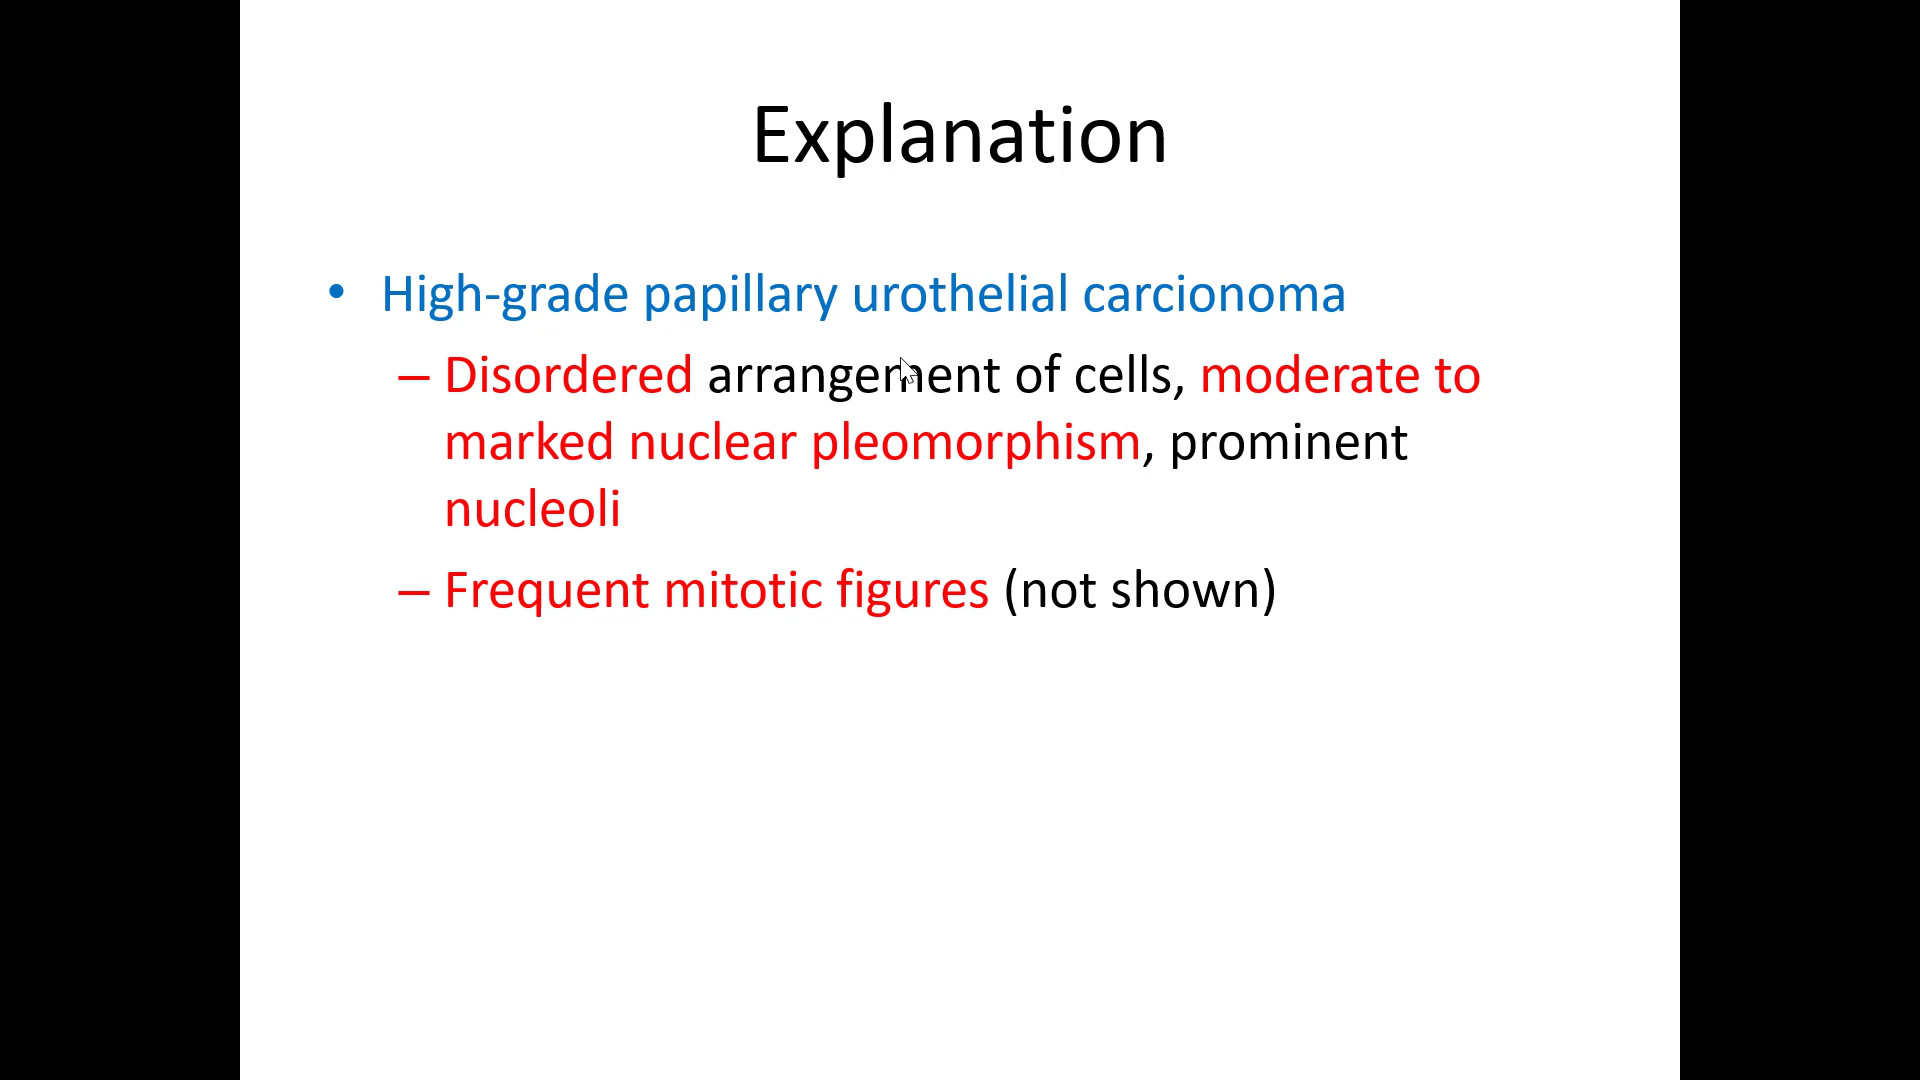 Explanation
• High-grade papillary urothelial carcionoma
– Disordered arrangement of cells, moderate to
marked nuclear pleomorphism, prominent
nucleoli
– Frequent mitotic figures (not shown)